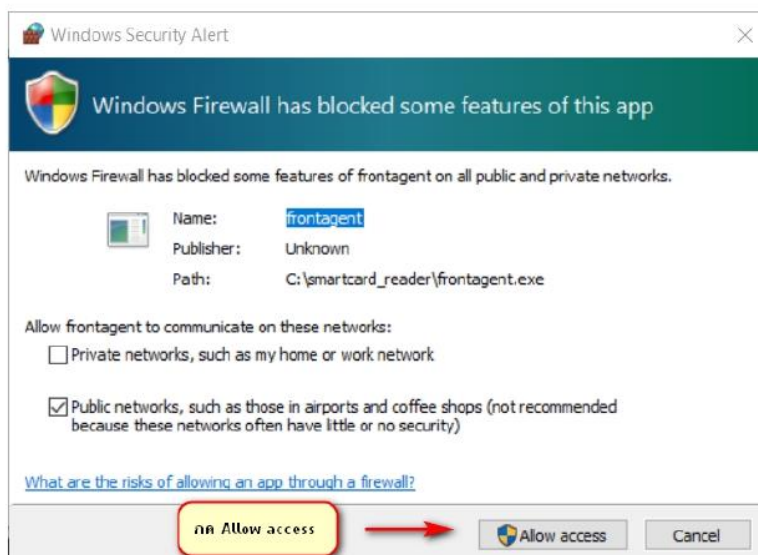 Windows Security Alert
Windows Firewall has blocked some features of this app
Windows Firewall has blocked some features of frontagent on all public and private networks.
Name: frontagent
Publisher: Unknown
Path: C:\smartcard_reader\frontagent.exe
Allow frontagent to communicate on these networks:
Private networks, such as my home or work network
Public networks, such as those in airports and coffee shops (not recommended
because these networks often have little or no security)
What are the risks of allowing an app through a firewall?
กด Allow access
Allow access
Cancel